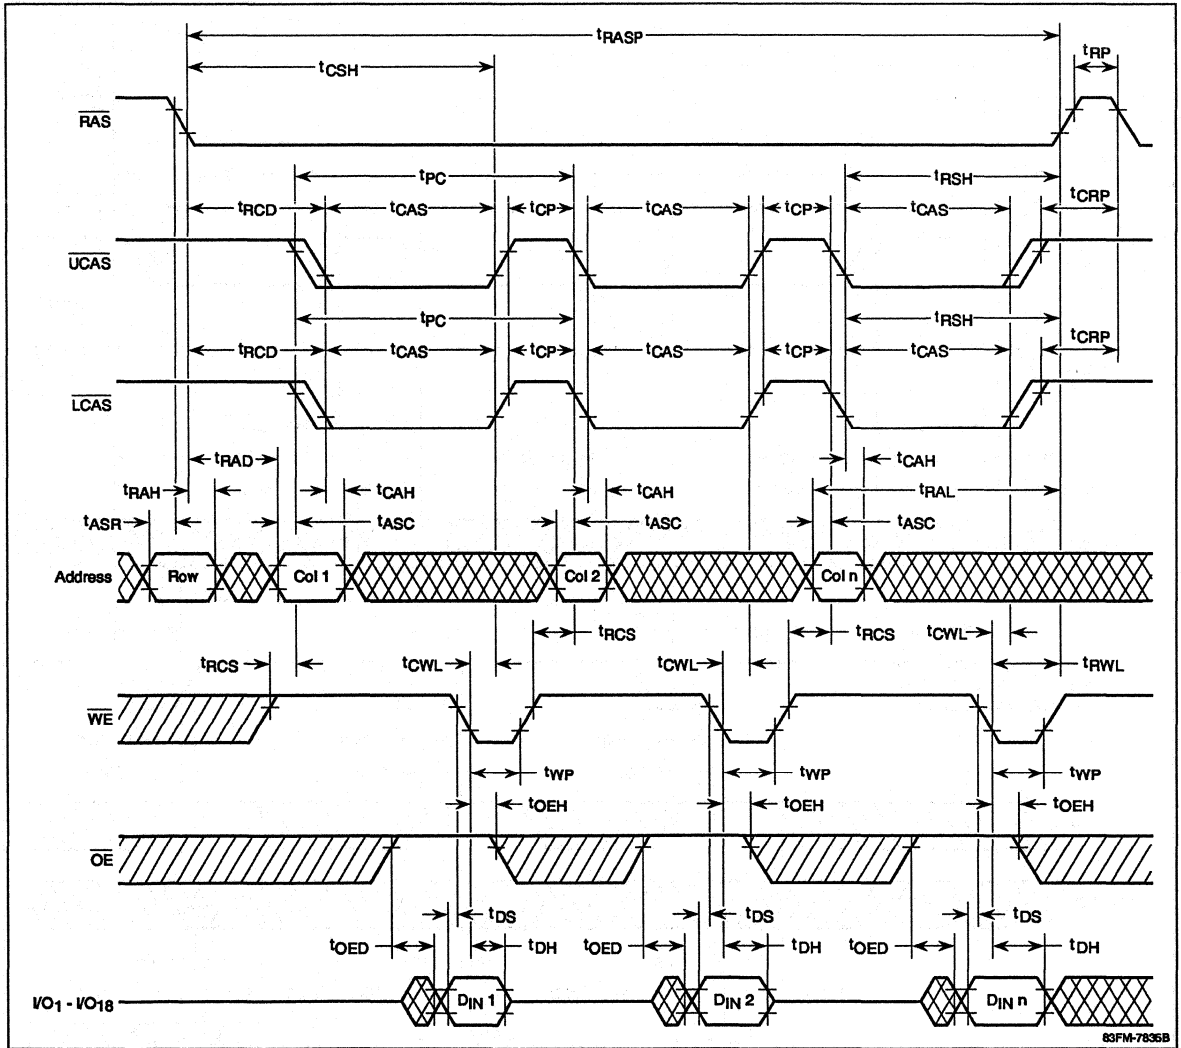 tRASP
tRP
tCSH
RAS
tPC tRSH
tRCD tCAS tCP tCAS tCP tCAS tCRP
UCAS
tPC tRSH
tRCD tCAS tCP tCAS tCP tCAS tCRP
LCAS
tRAD tCAH
tRAH tCAH tCAH tRAL
tASR tASC tASC tASC
Address Row Col 1 Col 2 Col n
tRCS tRCS tCWL
tRCS tCWL tCWL tRWL
WE
tWP tWP tWP
tOEH tOEH tOEH
OE
tDS tDS tDS
tOED tDH tOED tDH tOED tDH
I/O1 - I/O18 DIN 1 DIN 2 DIN n
83FM-7835B